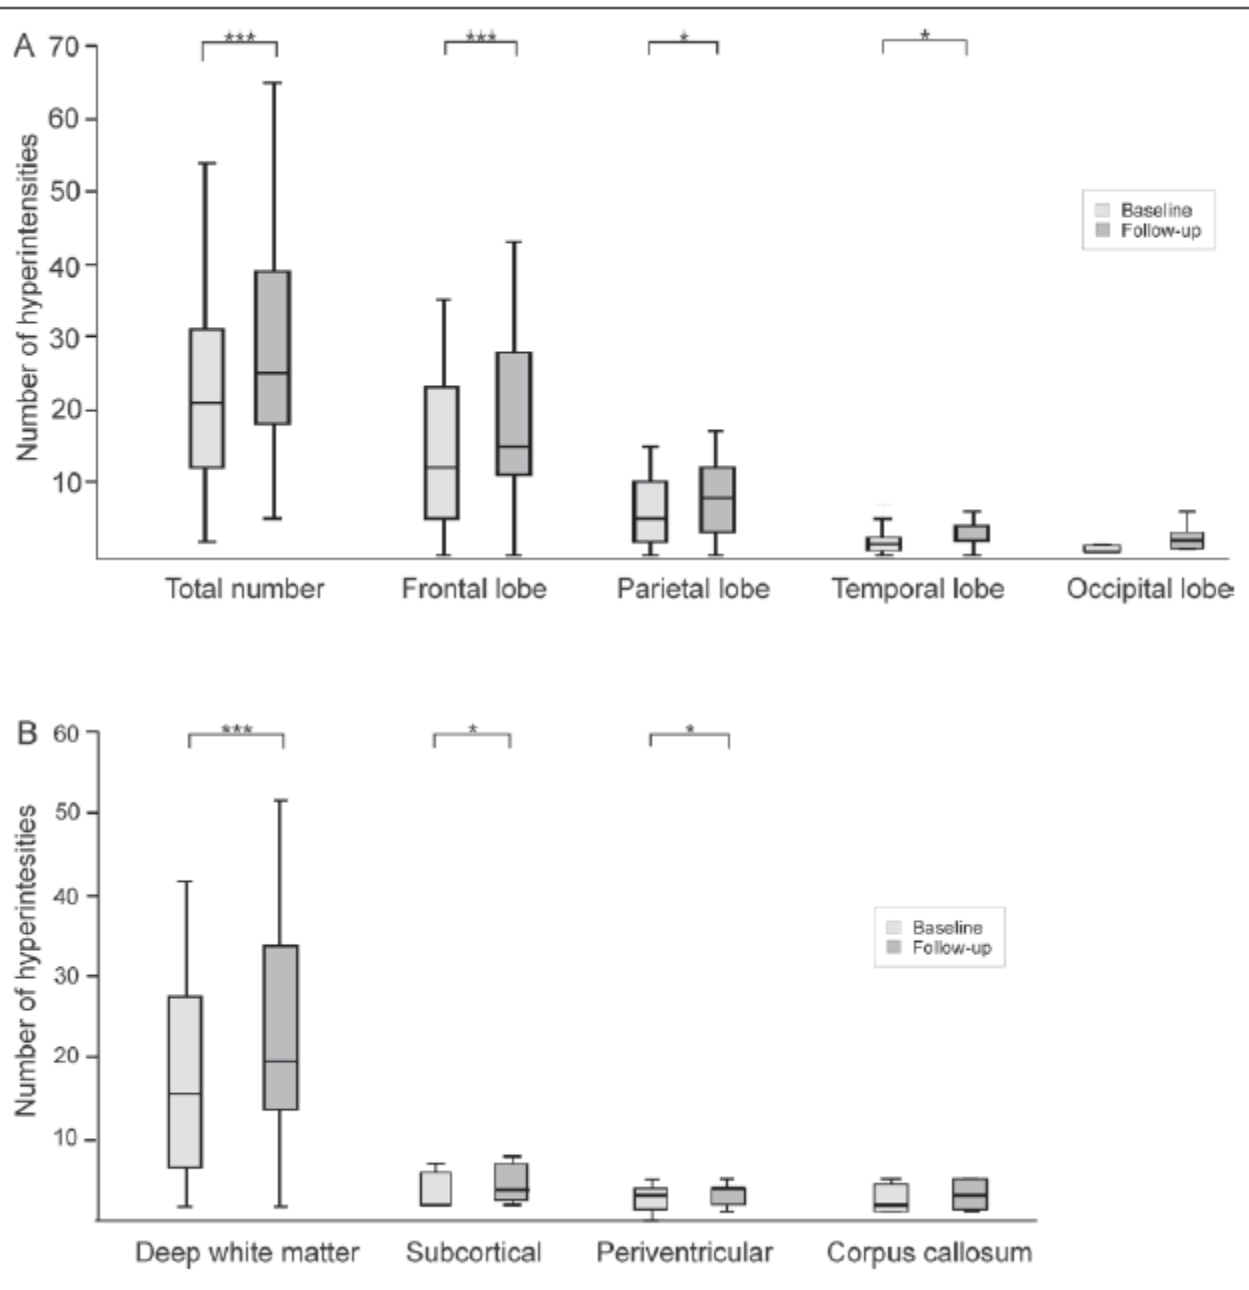 A
70
***
***
*
*
60
50
40
30
20
10
Number of hyperintensities
Baseline
Follow-up
Total number
Frontal lobe
Parietal lobe
Temporal lobe
Occipital lobe
B
60
***
*
*
50
40
30
20
10
Number of hyperintesities
Baseline
Follow-up
Deep white matter
Subcortical
Periventricular
Corpus callosum